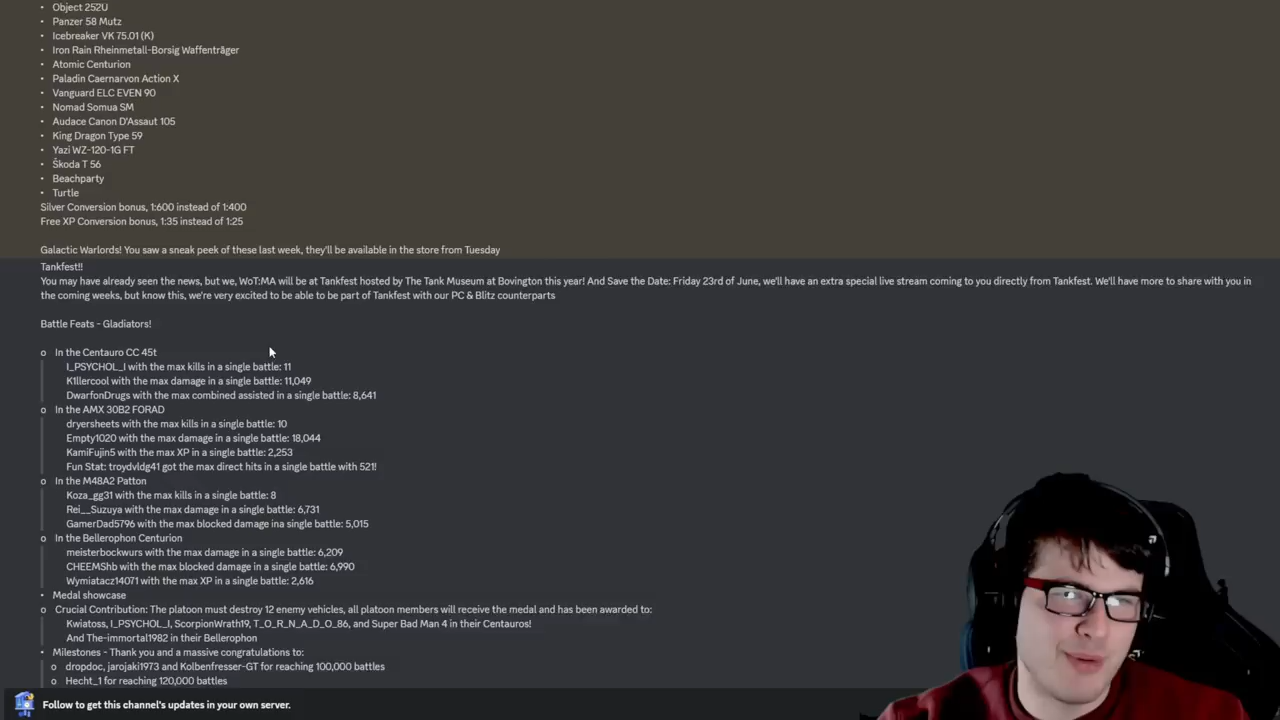 • Object 252U
• Panzer 58 Mutz
• Icebreaker VK 75.01 (K)
• Iron Rain Rheinmetall-Borsig Waffenträger
• Atomic Centurion
• Paladin Caernarvon Action X
• Vanguard ELC EVEN 90
• Nomad Somua SM
• Audace Canon D'Assaut 105
• King Dragon Type 59
• Yazi WZ-120-1G FT
• Škoda T 56
• Beachparty
• Turtle
Silver Conversion bonus, 1:600 instead of 1:400
Free XP Conversion bonus, 1:35 instead of 1:25
Galactic Warlords! You saw a sneak peek of these last week, they'll be available in the store from Tuesday
Tankfest!!
You may have already seen the news, but we, WoT:MA will be at Tankfest hosted by The Tank Museum at Bovington this year! And Save the Date: Friday 23rd of June, we'll have an extra special live stream coming to you directly from Tankfest. We'll have more to share with you in
the coming weeks, but know this, we're very excited to be able to be part of Tankfest with our PC & Blitz counterparts
Battle Feats - Gladiators!
o In the Centauro CC 45t
I_PSYCHOL_I with the max kills in a single battle: 11
K1llercool with the max damage in a single battle: 11,049
DwarfonDrugs with the max combined assisted in a single battle: 8,641
o In the AMX 30B2 FORAD
dryersheets with the max kills in a single battle: 10
Empty1020 with the max damage in a single battle: 18,044
KamiFujin5 with the max XP in a single battle: 2,253
Fun Stat: troydvldg41 got the max direct hits in a single battle with 521!
o In the M48A2 Patton
Koza_gg31 with the max kills in a single battle: 8
Rei__Suzuya with the max damage in a single battle: 6,731
GamerDad5796 with the max blocked damage ina single battle: 5,015
o In the Bellerophon Centurion
meisterbockwurs with the max damage in a single battle: 6,209
CHEEMShb with the max blocked damage in a single battle: 6,990
Wymiatacz14071 with the max XP in a single battle: 2,616
• Medal showcase
o Crucial Contribution: The platoon must destroy 12 enemy vehicles, all platoon members will receive the medal and has been awarded to:
Kwiatoss, I_PSYCHOL_I, ScorpionWrath19, T_O_R_N_A_D_O_86, and Super Bad Man 4 in their Centauros!
And The-immortal1982 in their Bellerophon
• Milestones - Thank you and a massive congratulations to:
o dropdoc, jarojaki1973 and Kolbenfresser-GT for reaching 100,000 battles
o Hecht_1 for reaching 120,000 battles
Follow to get this channel's updates in your own server.